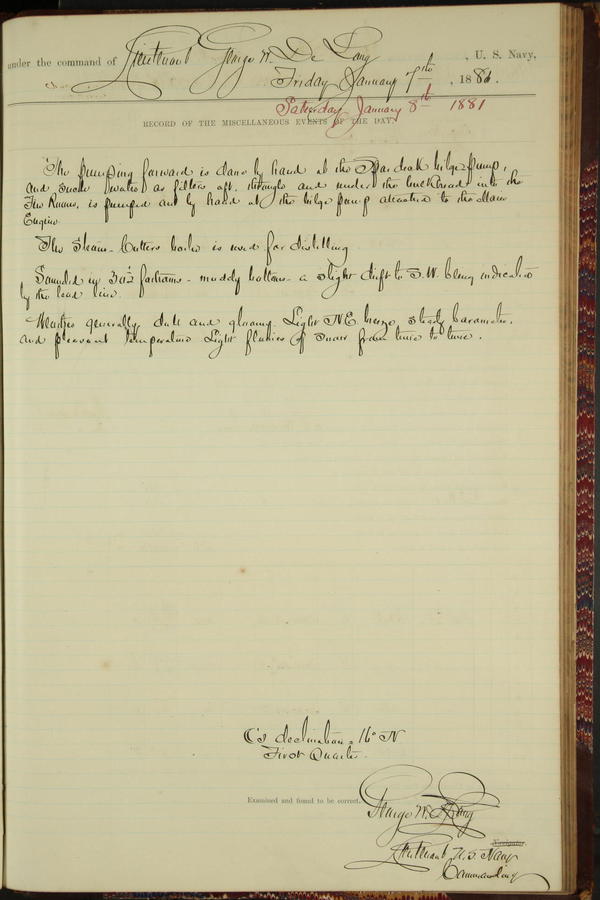 under the command of Lieutenant George W. De Long, U. S. Navy,
Friday January 7th, 1881.
Saturday January 8th 1881
RECORD OF THE MISCELLANEOUS EVENTS OF THE DAY.
The pumping forward is done by hand at the Spar deck bilge pump,
and such water as filters aft, through and under the bulkhead into the
Fire Room, is pumped out by hand at the bilge pump attached to the Main
Engine
The Steam-Cutters boiler is used for distilling
Sounded in 30½ fathoms - muddy bottom - a slight drift to S.W. being indicated
by the lead line.
Weather generally dull and gloomy. Light N.E. breeze, steady barometer,
and pleasant temperature. Light flurries of snow from time to time.
☾'s declination = 16° N
First Quarter.
Examined and found to be correct.
George W. De Long
Navigator.
Lieutenant U.S. Navy
Commanding